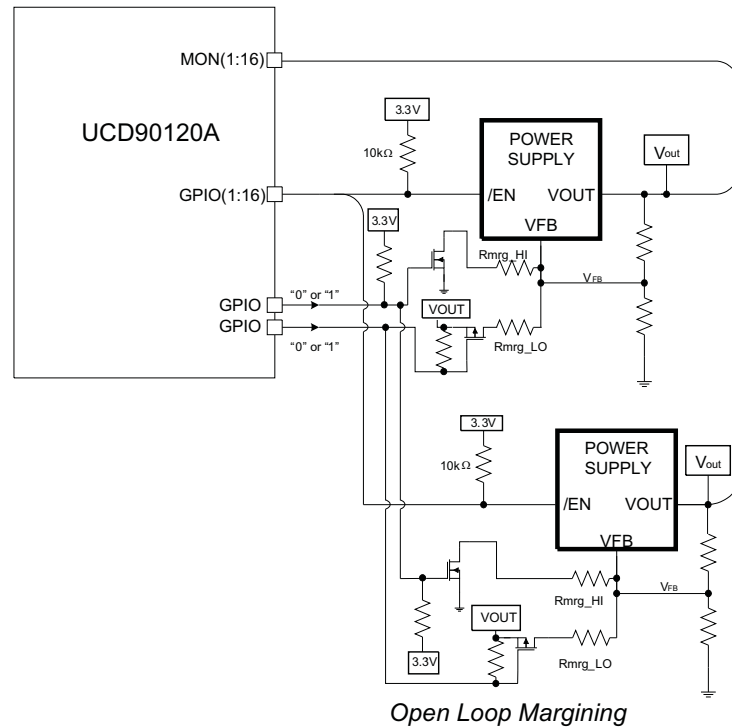 MON(1:16)
UCD90120A
GPIO(1:16)
GPIO
GPIO
"0" or "1"
"0" or "1"
3.3V
10kΩ
POWER
SUPPLY
/EN
VOUT
VFB
Vout
3.3V
Rmrg_HI
VFB
VOUT
Rmrg_LO
3.3V
10kΩ
POWER
SUPPLY
/EN
VOUT
VFB
Vout
Rmrg_HI
VFB
VOUT
3.3V
Rmrg_LO
Open Loop Margining